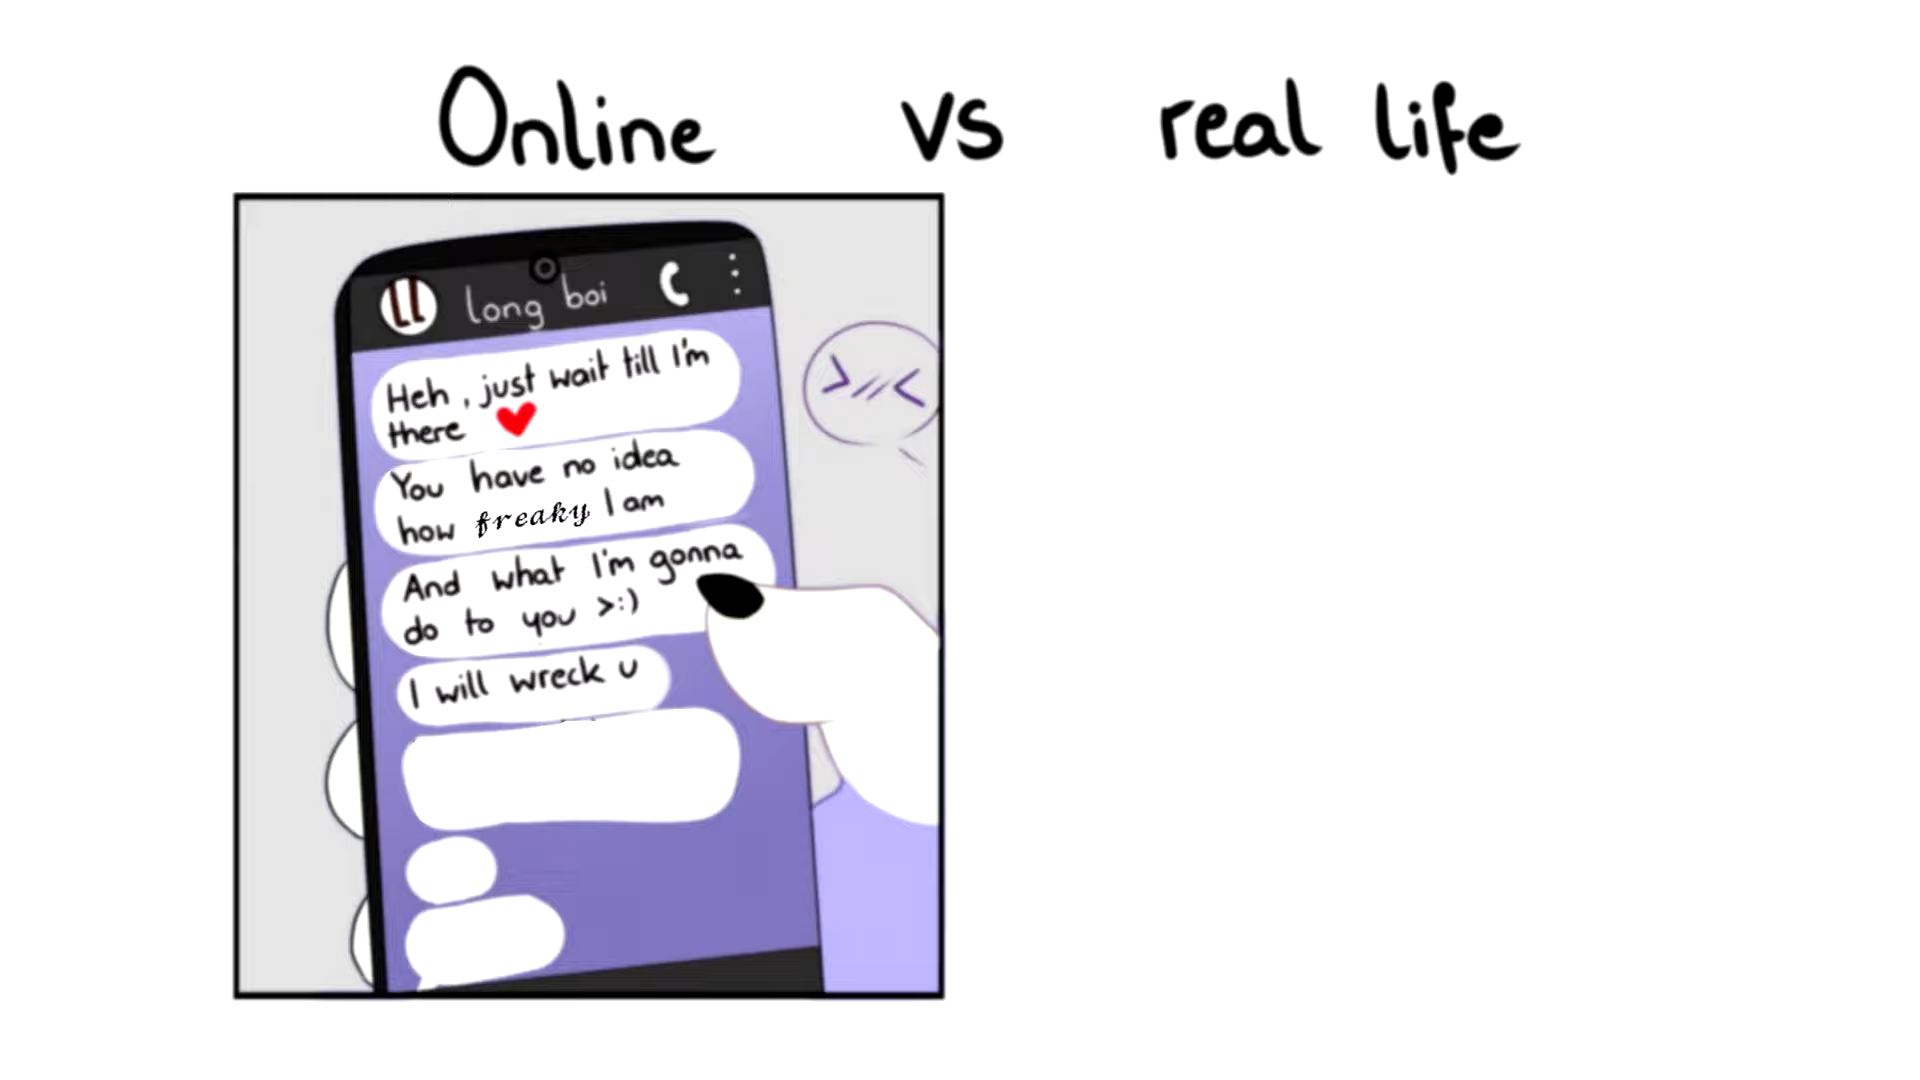 Online vs real life
long boi
Heh, just wait till I'm
there ❤
You have no idea
how freaky I am
And what I'm gonna
do to you >:)
I will wreck u
>//<